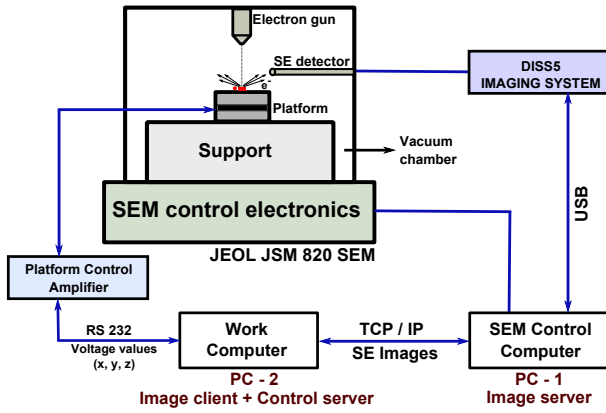 Electron gun
SE detector
e-
Platform
Support
Vacuum
chamber
SEM control electronics
JEOL JSM 820 SEM
DISS5
IMAGING SYSTEM
USB
Platform Control
Amplifier
RS 232
Voltage values
(x, y, z)
Work
Computer
TCP / IP
SE Images
SEM Control
Computer
PC - 2
Image client + Control server
PC - 1
Image server